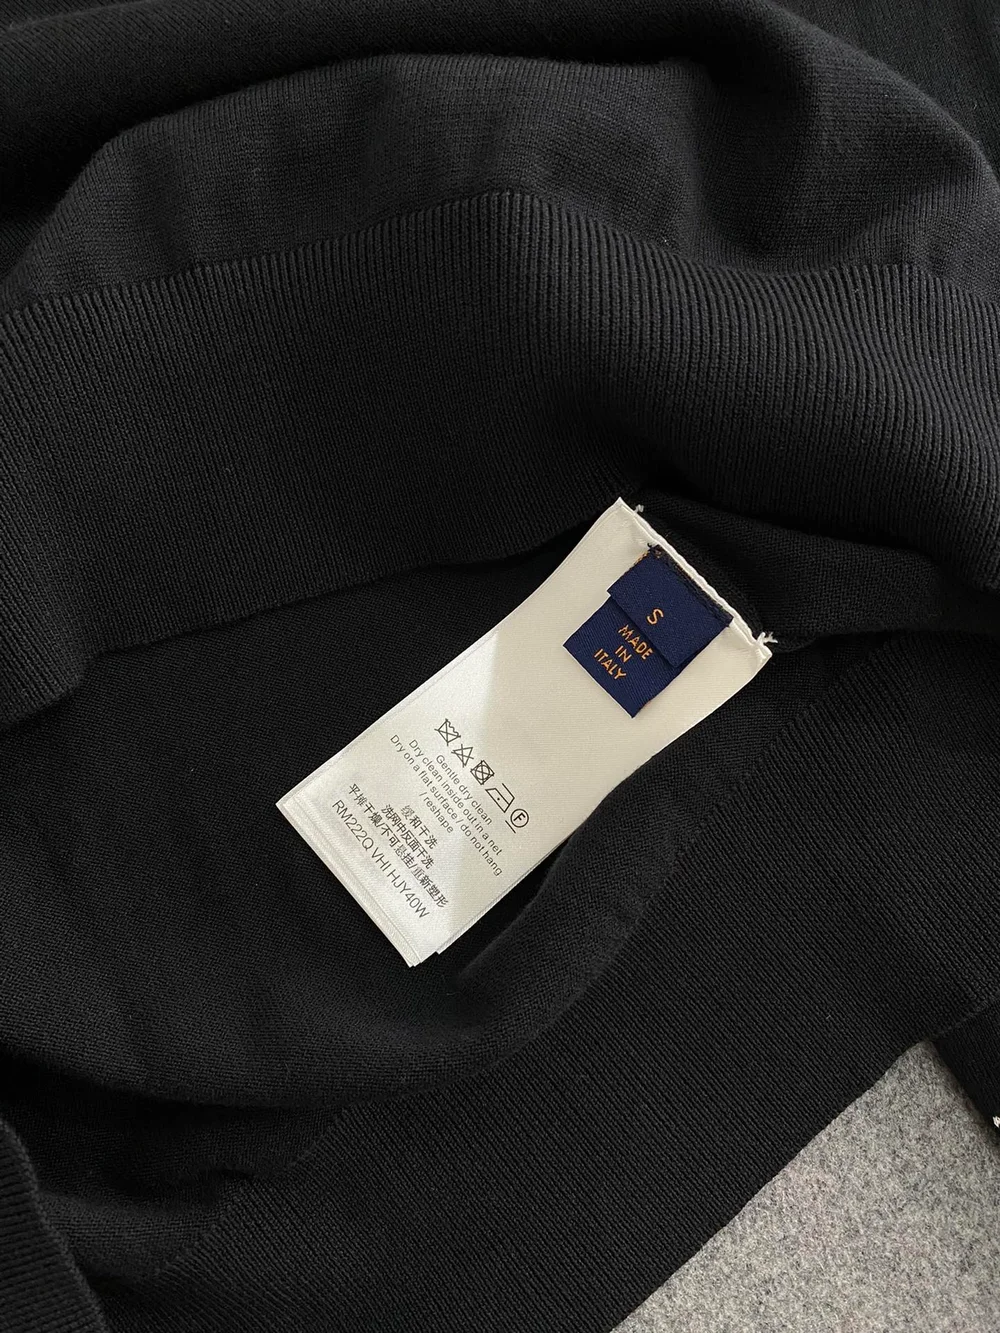 S
MADE
IN
ITALY
F
Gentle dry clean.
Dry clean inside out in a net
Dry on a flat surface / do not hang
/ reshape
缓和干洗
洗网中反面干洗
平摊干燥/不可悬挂/重新塑形
RM222Q VHI HJY40W